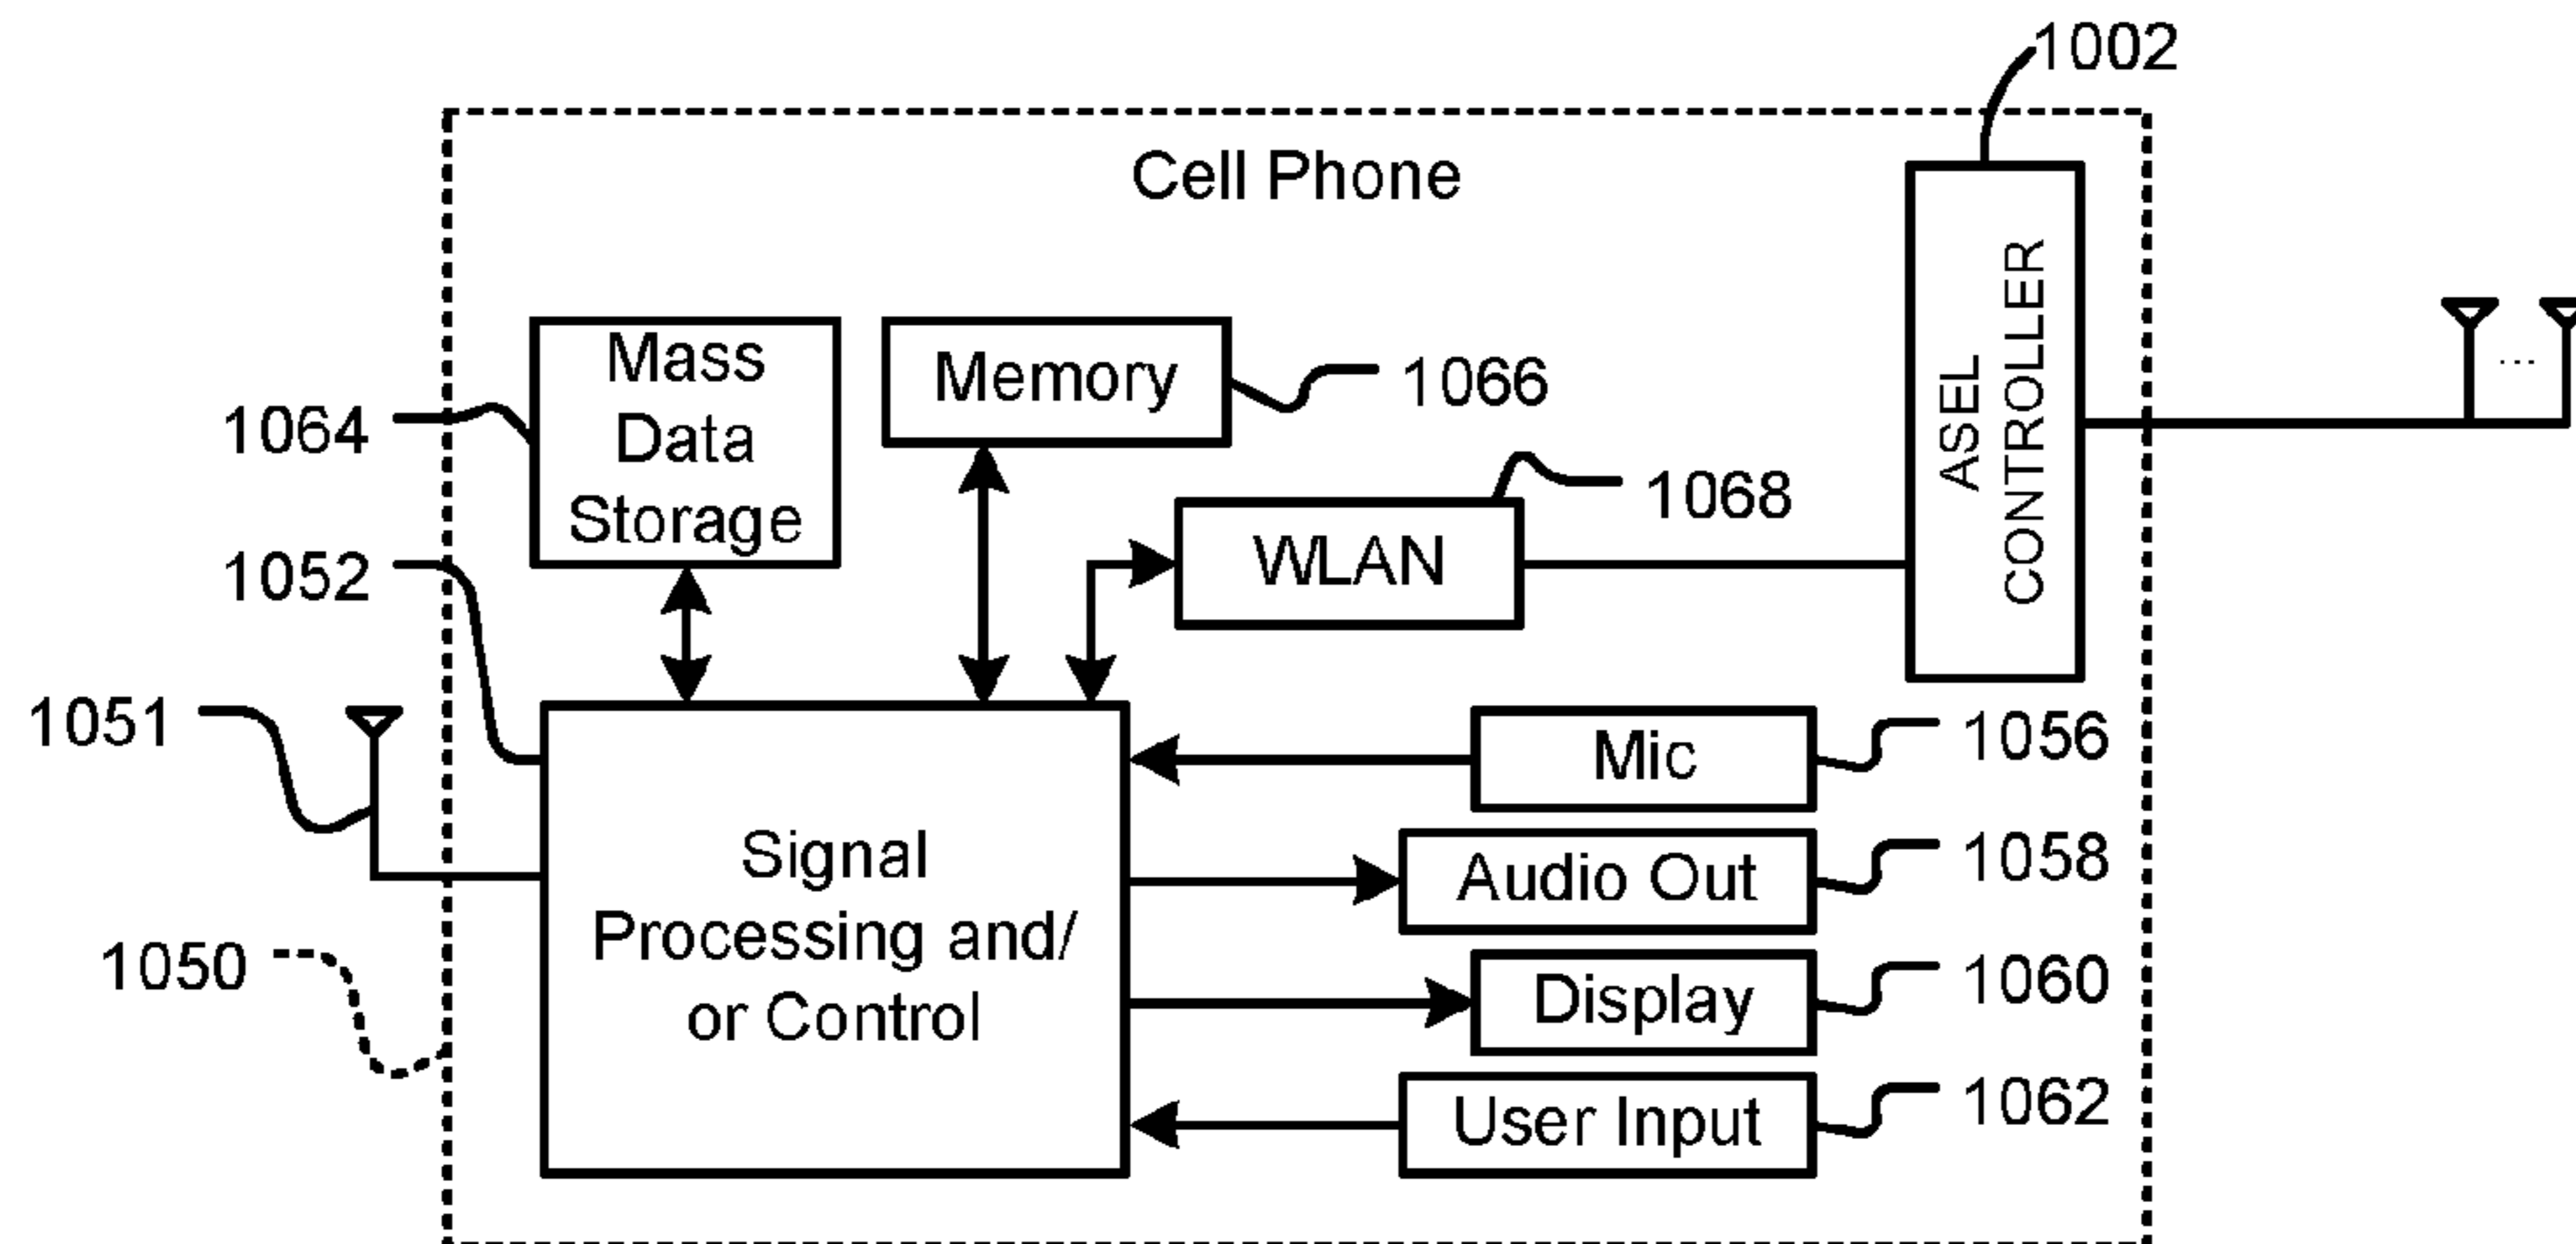 1002
Cell Phone
Mass
Data
Storage
1064
Memory
1066
ASEL
CONTROLLER
...
1068
WLAN
1052
1051
Mic
1056
Signal
Processing and/
or Control
Audio Out
1058
1050
Display
1060
User Input
1062